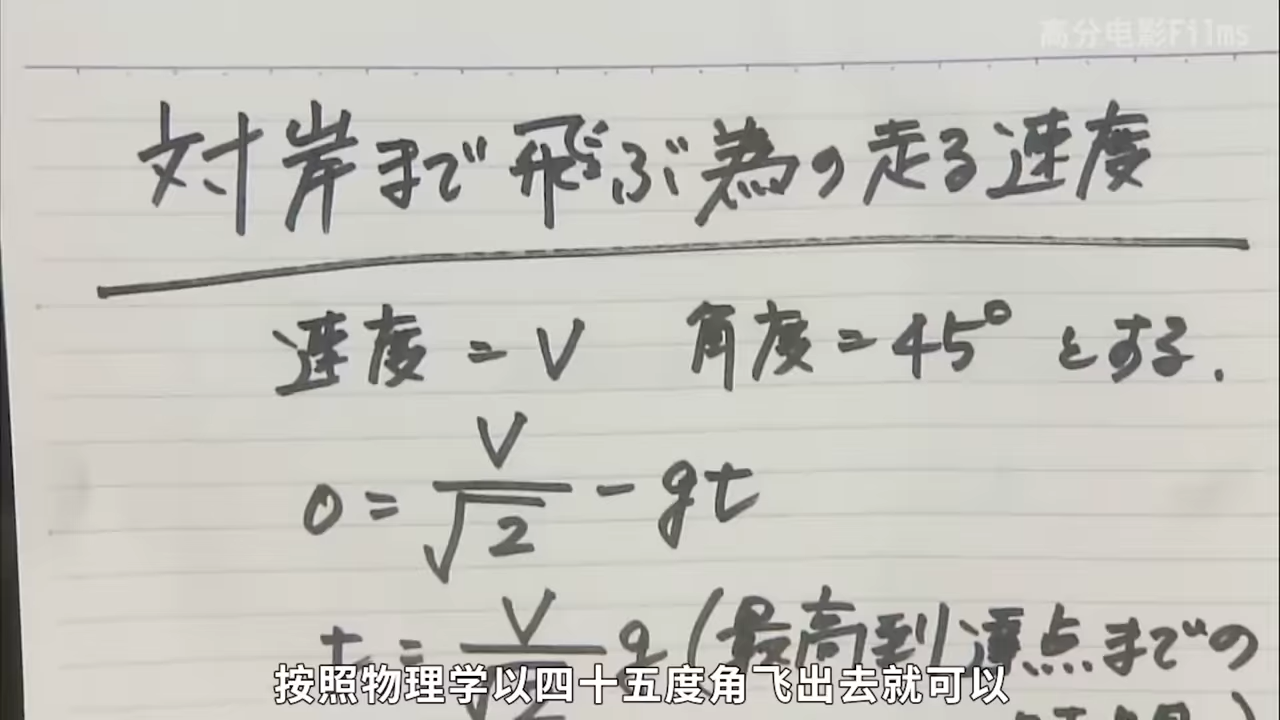 高分电影Films
対岸まで飛ぶ為の走る速度
速度=V 角度=45° とする.
0=V/√2-gt
t=V/√2g(最高到達点までの
按照物理学以四十五度角飞出去就可以